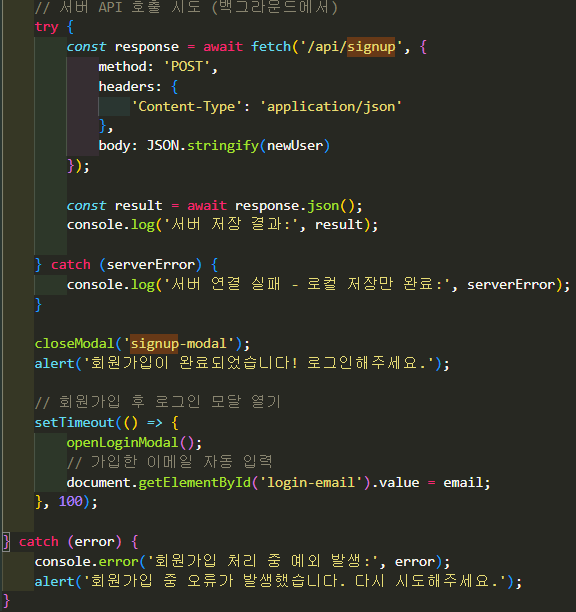 // 서버 API 호출 시도 (백그라운드에서)
try {
const response = await fetch('/api/signup', {
method: 'POST',
headers: {
'Content-Type': 'application/json'
},
body: JSON.stringify(newUser)
});
const result = await response.json();
console.log('서버 저장 결과:', result);
} catch (serverError) {
console.log('서버 연결 실패 - 로컬 저장만 완료:', serverError);
}
closeModal('signup-modal');
alert('회원가입이 완료되었습니다! 로그인해주세요.');
// 회원가입 후 로그인 모달 열기
setTimeout(() => {
openLoginModal();
// 가입한 이메일 자동 입력
document.getElementById('login-email').value = email;
}, 100);
} catch (error) {
console.error('회원가입 처리 중 예외 발생:', error);
alert('회원가입 중 오류가 발생했습니다. 다시 시도해주세요.');
}